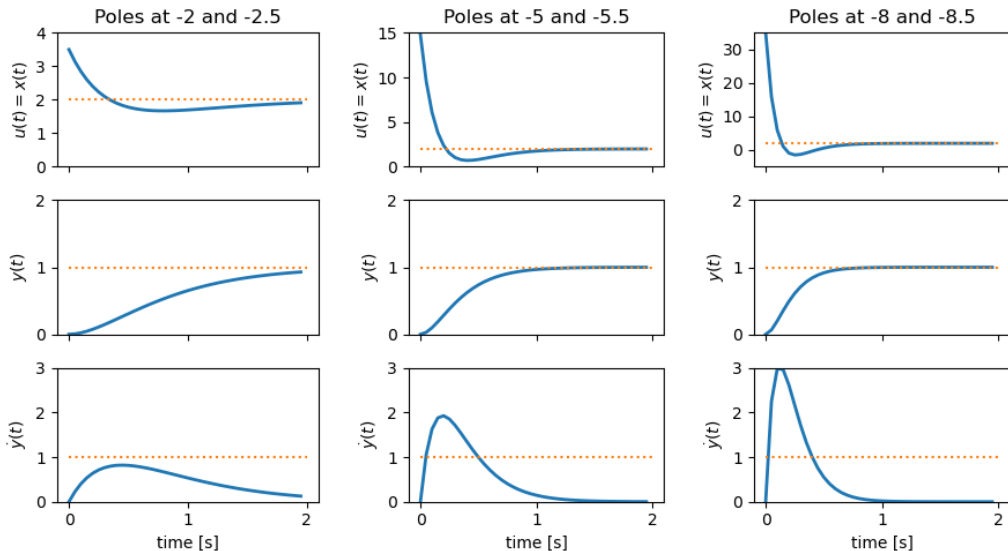 Poles at -2 and -2.5
4
3
2
1
0
u(t) = x(t)
2
1
0
y(t)
3
2
1
0
ẏ(t)
0
1
2
time [s]
Poles at -5 and -5.5
15
10
5
0
u(t) = x(t)
2
1
0
y(t)
3
2
1
0
ẏ(t)
0
1
2
time [s]
Poles at -8 and -8.5
30
20
10
0
u(t) = x(t)
2
1
0
y(t)
3
2
1
0
ẏ(t)
0
1
2
time [s]